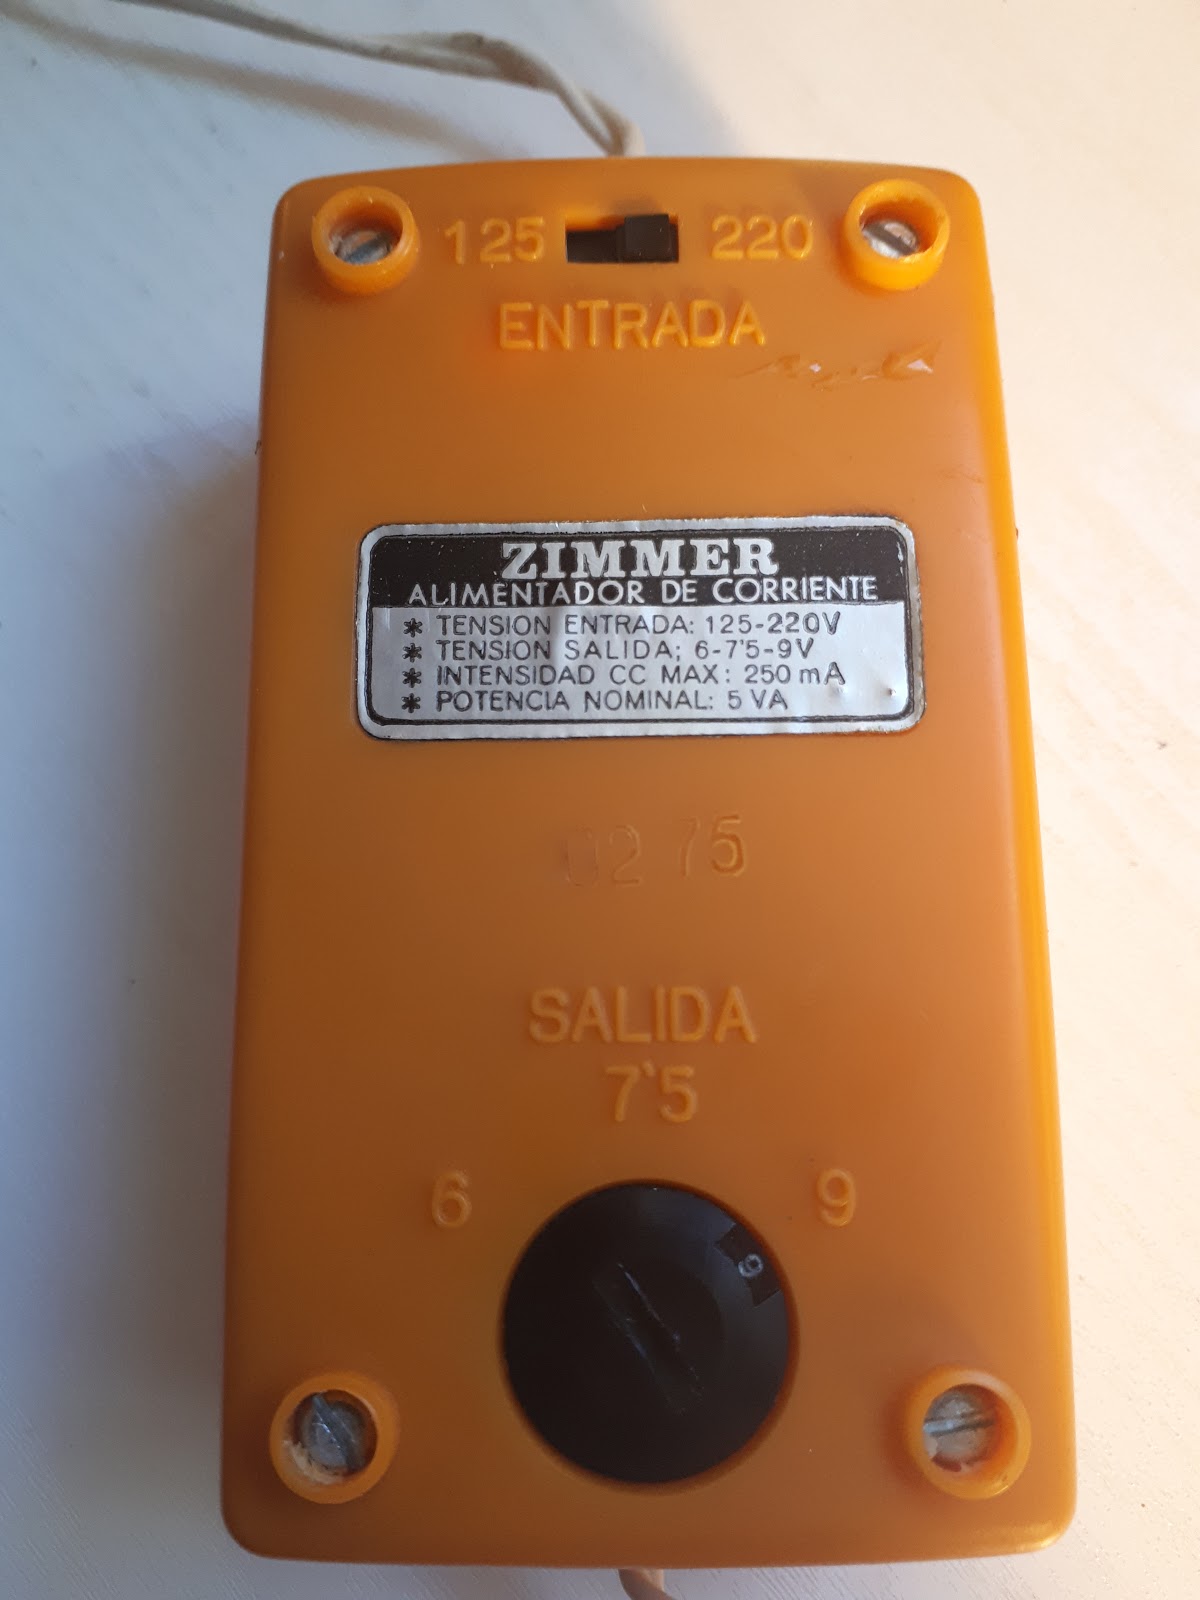 125 220
ENTRADA
ZIMMER
ALIMENTADOR DE CORRIENTE
* TENSION ENTRADA: 125-220V
* TENSION SALIDA; 6-7'5-9V
* INTENSIDAD CC MAX: 250 mA
* POTENCIA NOMINAL: 5 VA
02 75
SALIDA
7'5
6 9
9